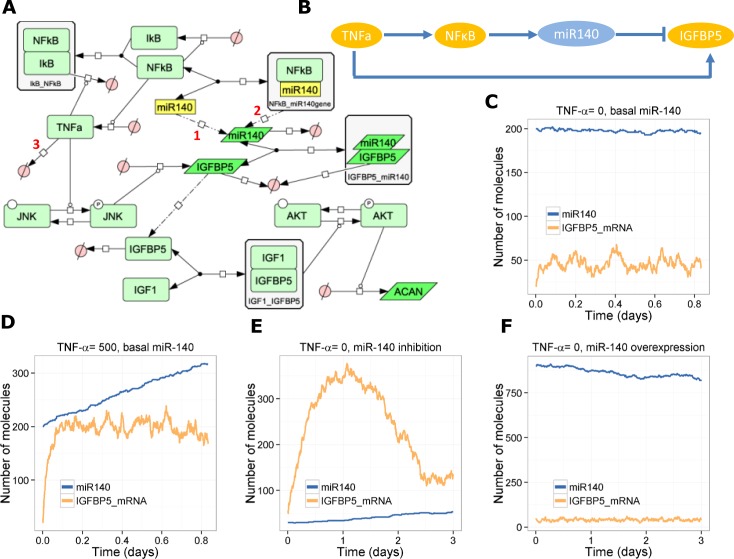 A
NFkB
IkB
IkB_NFkB
IkB
NFkB
NFkB
miR140
NFkB_miR140gene
miR140
2
1
miR140
TNFa
3
miR140
IGFBP5
IGFBP5_miR140
IGFBP5
JNK
P
JNK
AKT
P
AKT
IGFBP5
IGF1
IGF1
IGFBP5
IGF1_IGFBP5
ACAN
B
TNFa
NFκB
miR140
IGFBP5
C
TNF-α= 0, basal miR-140
Number of molecules
200
150
100
50
miR140
IGFBP5_mRNA
0.0 0.2 0.4 0.6 0.8
Time (days)
D
TNF-α= 500, basal miR-140
Number of molecules
300
200
100
miR140
IGFBP5_mRNA
0.0 0.2 0.4 0.6 0.8
Time (days)
E
TNF-α= 0, miR-140 inhibition
Number of molecules
350
250
150
50
miR140
IGFBP5_mRNA
0 1 2 3
Time (days)
F
TNF-α= 0, miR-140 overexpression
Number of molecules
750
500
250
0
miR140
IGFBP5_mRNA
0 1 2 3
Time (days)